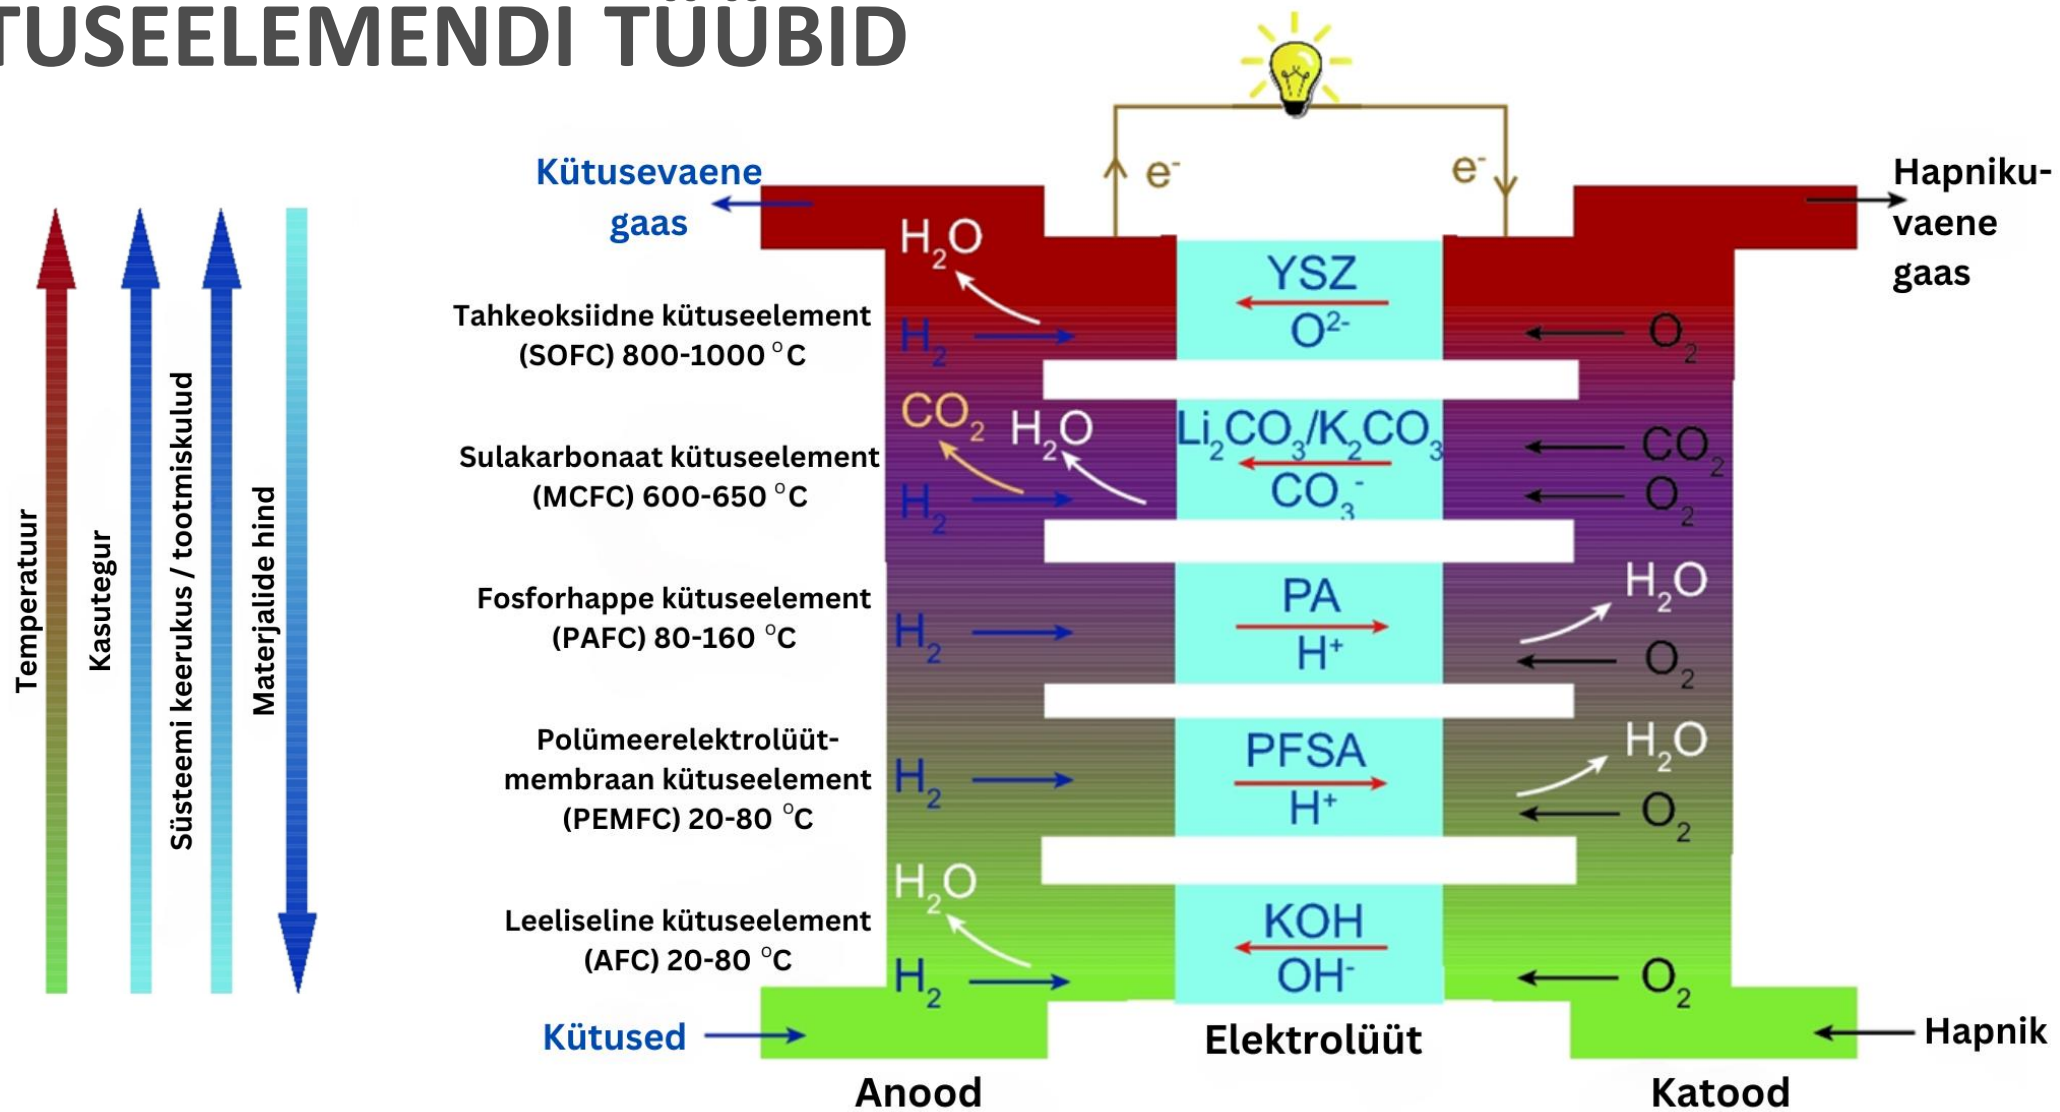 TUSEELEMENDI TÜÜBID
e⁻
e⁻
Kütusevaene
gaas
Hapniku-
vaene
gaas
Temperatuur
Kasutegur
Süsteemi keerukus / tootmiskulud
Materjalide hind
Tahkeoksiidne kütuseelement
(SOFC) 800-1000 °C
H₂O
H₂
YSZ
O²⁻
O₂
Sulakarbonaat kütuseelement
(MCFC) 600-650 °C
CO₂
H₂O
H₂
Li₂CO₃/K₂CO₃
CO₃⁻
CO₂
O₂
Fosforhappe kütuseelement
(PAFC) 80-160 °C
H₂
PA
H⁺
H₂O
O₂
Polümeerelektrolüüt-
membraan kütuseelement
(PEMFC) 20-80 °C
H₂
PFSA
H⁺
H₂O
O₂
Leeliseline kütuseelement
(AFC) 20-80 °C
H₂O
H₂
KOH
OH⁻
O₂
Kütused
Elektrolüüt
Hapnik
Anood
Katood